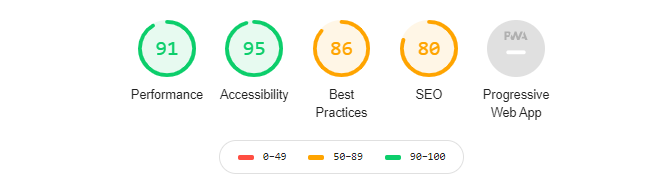 91
95
86
80
PWA
Performance
Accessibility
Best
Practices
SEO
Progressive
Web App
0–49
50–89
90–100